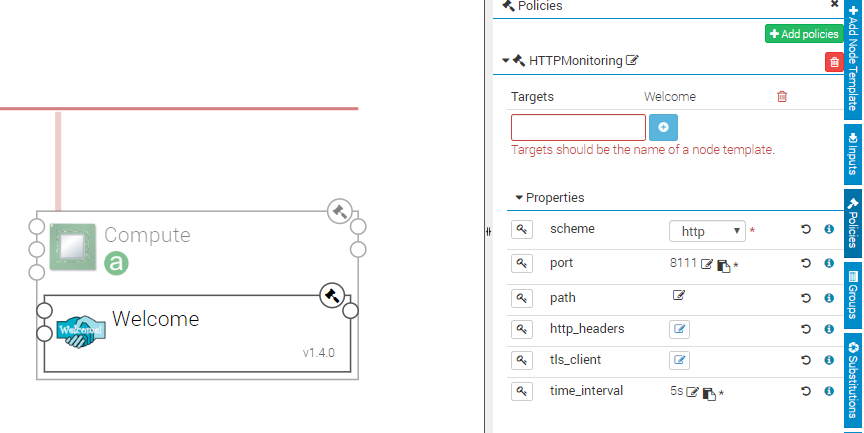 Policies
Add policies
HTTPMonitoring
Targets Welcome
Targets should be the name of a node template.
Properties
scheme http *
port 8111 *
path
http_headers
tls_client
time_interval 5s *
Compute
a
Welcome!
Welcome
v1.4.0
Add Node Template
Inputs
Policies
Groups
Substitutions